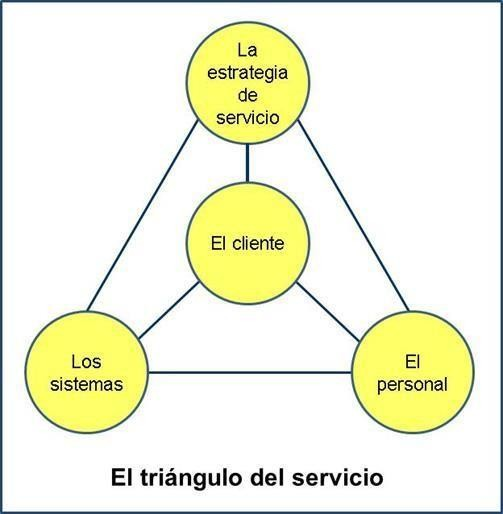 La
estrategia
de
servicio
El cliente
Los
sistemas
El
personal
El triángulo del servicio